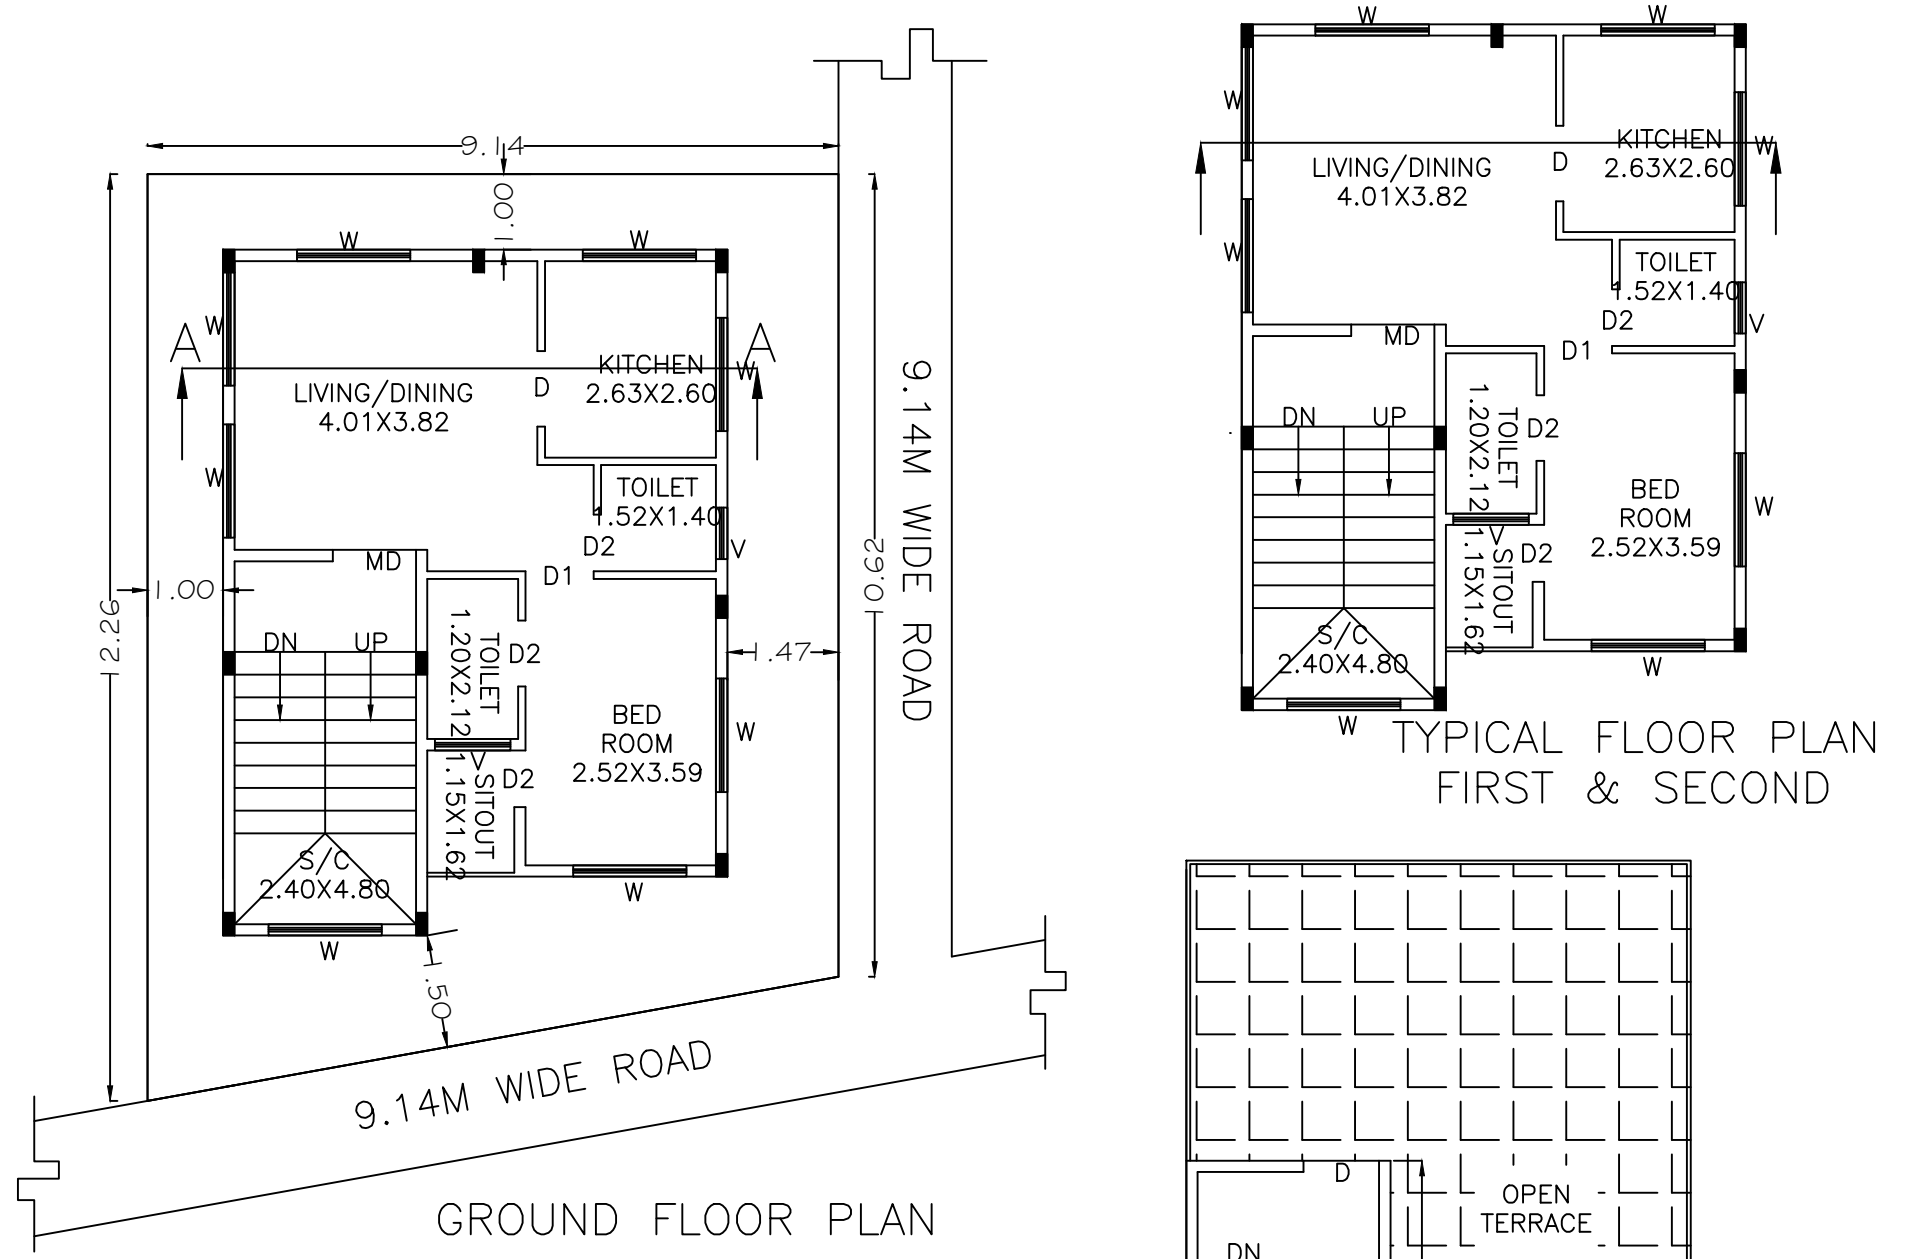 9.14
1.00
W
W
W
A
A
KITCHEN
2.63X2.60
W
D
LIVING/DINING
4.01X3.82
W
TOILET
1.52X1.40
D2
V
MD
D1
1.00
12.26
10.62
9.14M WIDE ROAD
DN
UP
TOILET
1.20X2.12
D2
1.47
BED
ROOM
2.52X3.59
W
V
SITOUT
1.15X1.62
D2
S/C
2.40X4.80
W
W
1.50
9.14M WIDE ROAD
GROUND FLOOR PLAN
W
W
W
KITCHEN
2.63X2.60
W
D
LIVING/DINING
4.01X3.82
W
TOILET
1.52X1.40
D2
V
MD
D1
DN
UP
TOILET
1.20X2.12
D2
BED
ROOM
2.52X3.59
W
V
SITOUT
1.15X1.62
D2
S/C
2.40X4.80
W
W
TYPICAL FLOOR PLAN
FIRST & SECOND
D
OPEN
TERRACE
DN